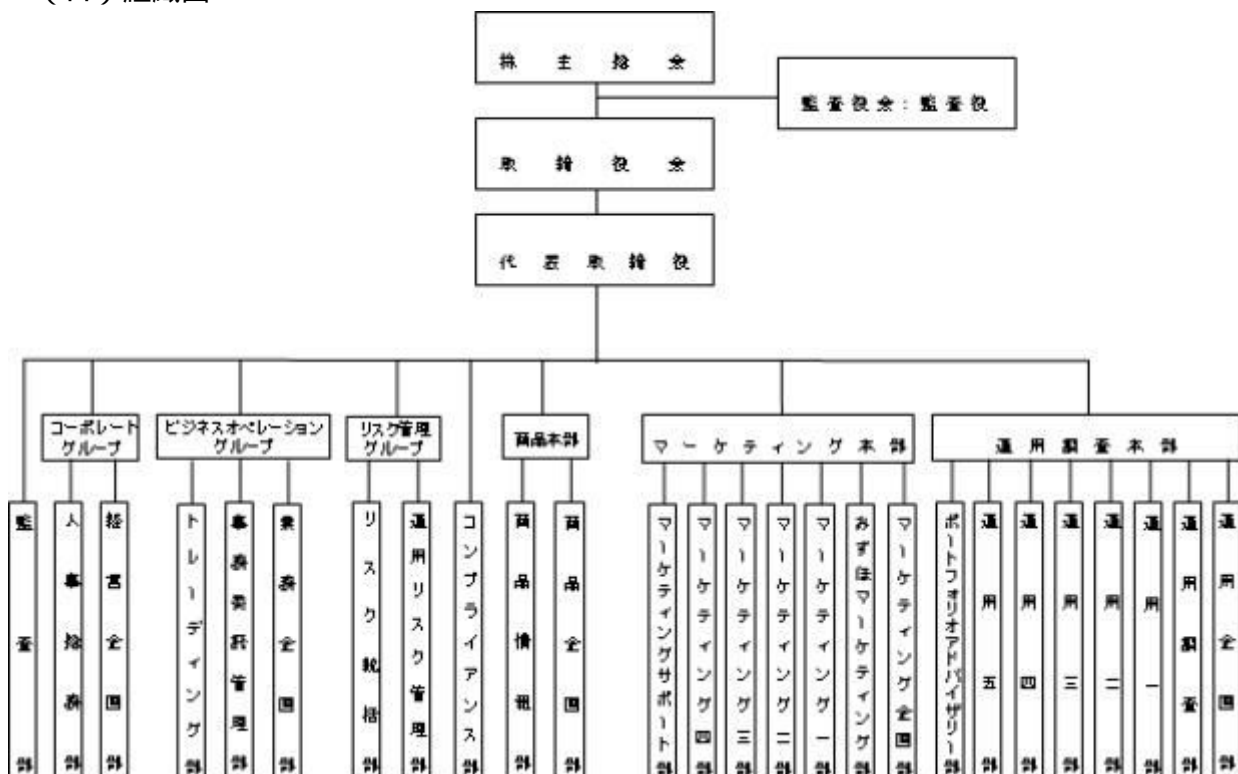 株主総会
監査役会：監査役
取締役会
代表取締役
コーポレートグループ
ビジネスオペレーショングループ
リスク管理グループ
商品本部
マーケティング本部
運用調査本部
監査部
人事総務部
経営企画部
トレーディング部
事務委託管理部
業務企画部
リスク統括部
運用リスク管理部
コンプライアンス部
商品情報部
商品企画部
マーケティングサポート部
マーケティング四部
マーケティング三部
マーケティング二部
マーケティング一部
みずほマーケティング部
マーケティング企画部
ポートフォリオアドバイザリー部
運用五部
運用四部
運用三部
運用二部
運用一部
運用調査部
運用企画部